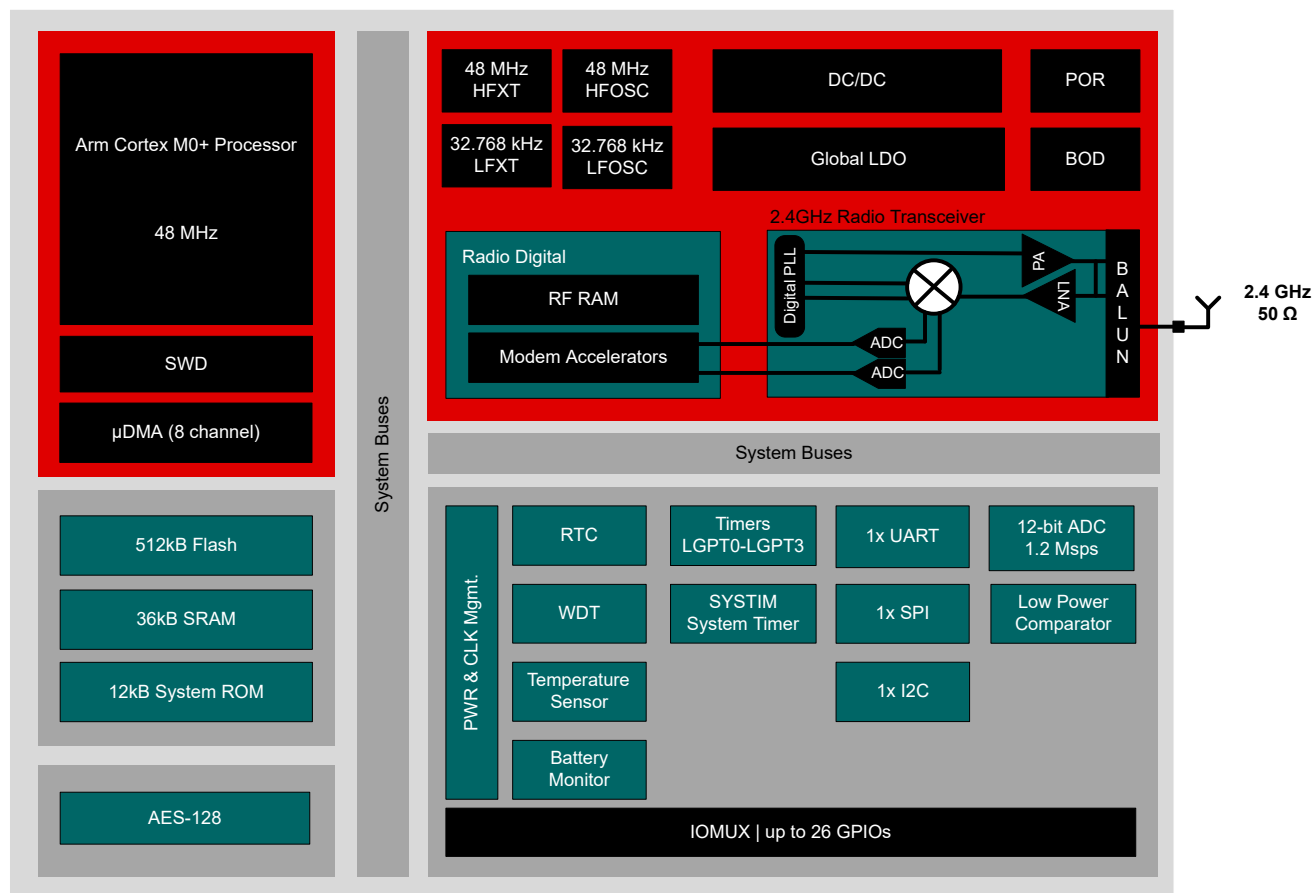 Arm Cortex M0+ Processor
48 MHz
SWD
µDMA (8 channel)
512kB Flash
36kB SRAM
12kB System ROM
AES-128
System Buses
48 MHz
HFXT
48 MHz
HFOSC
DC/DC
POR
32.768 kHz
LFXT
32.768 kHz
LFOSC
Global LDO
BOD
2.4GHz Radio Transceiver
Radio Digital
RF RAM
Modem Accelerators
Digital PLL
ADC
ADC
PA
LNA
BALUN
2.4 GHz
50 Ω
System Buses
PWR & CLK Mgmt.
RTC
Timers
LGPT0-LGPT3
1x UART
12-bit ADC
1.2 Msps
WDT
SYSTIM
System Timer
1x SPI
Low Power
Comparator
Temperature
Sensor
1x I2C
Battery
Monitor
IOMUX | up to 26 GPIOs